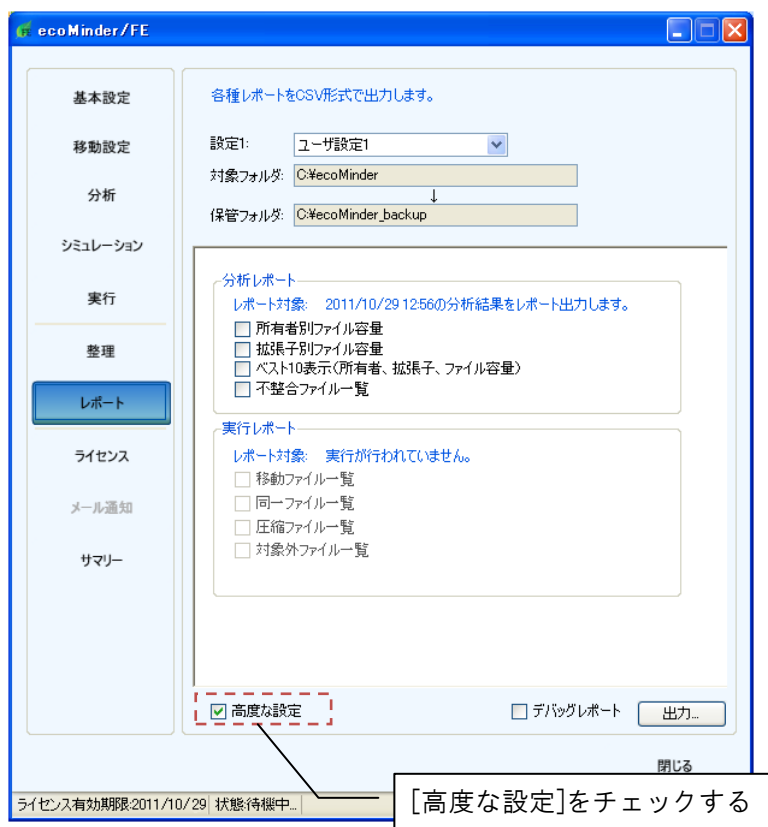 ecoMinder/FE
基本設定
移動設定
分析
シミュレーション
実行
整理
レポート
ライセンス
メール通知
サマリー
各種レポートをCSV形式で出力します。
設定1: ユーザ設定1
対象フォルダ: C:¥ecoMinder
↓
保管フォルダ: C:¥ecoMinder_backup
分析レポート
レポート対象: 2011/10/29 12:56の分析結果をレポート出力します。
所有者別ファイル容量
拡張子別ファイル容量
ベスト10表示(所有者、拡張子、ファイル容量)
不整合ファイル一覧
実行レポート
レポート対象: 実行が行われていません。
移動ファイル一覧
同一ファイル一覧
圧縮ファイル一覧
対象外ファイル一覧
高度な設定 デバッグレポート 出力...
閉じる
ライセンス有効期限:2011/10/29 状態:待機中...
[高度な設定]をチェックする